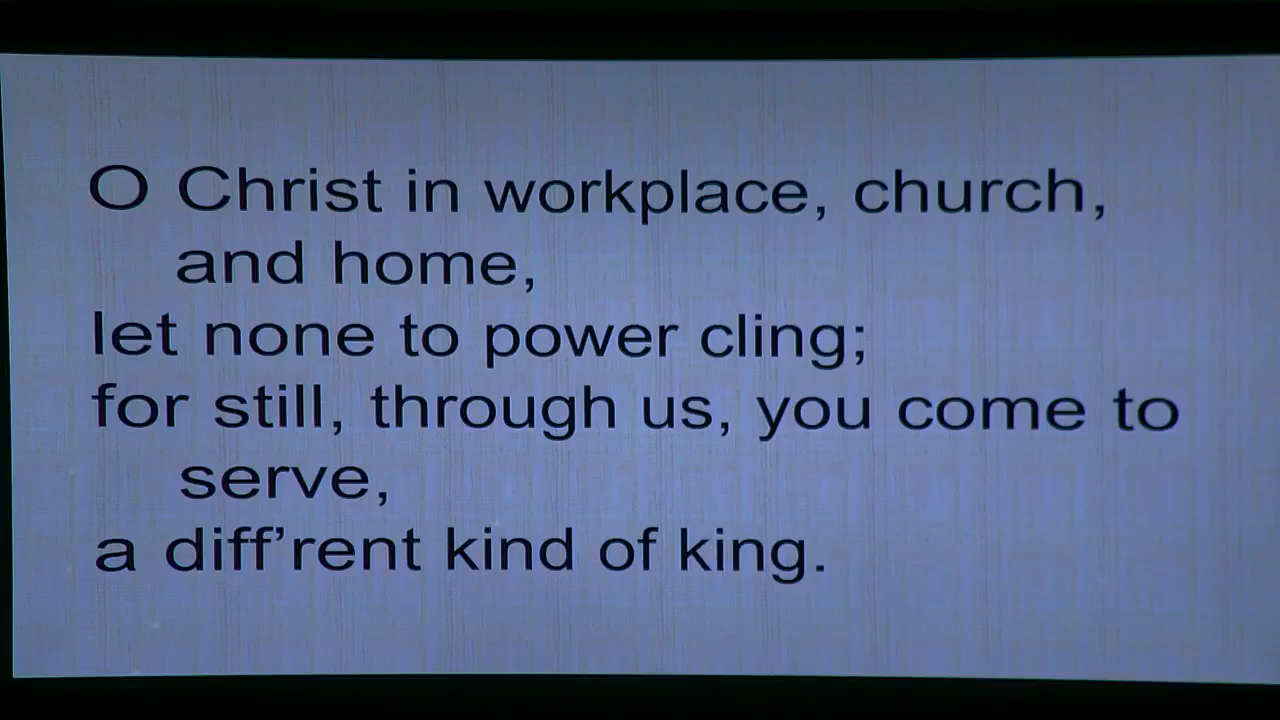 O Christ in workplace, church,
and home,
let none to power cling;
for still, through us, you come to
serve,
a diff’rent kind of king.